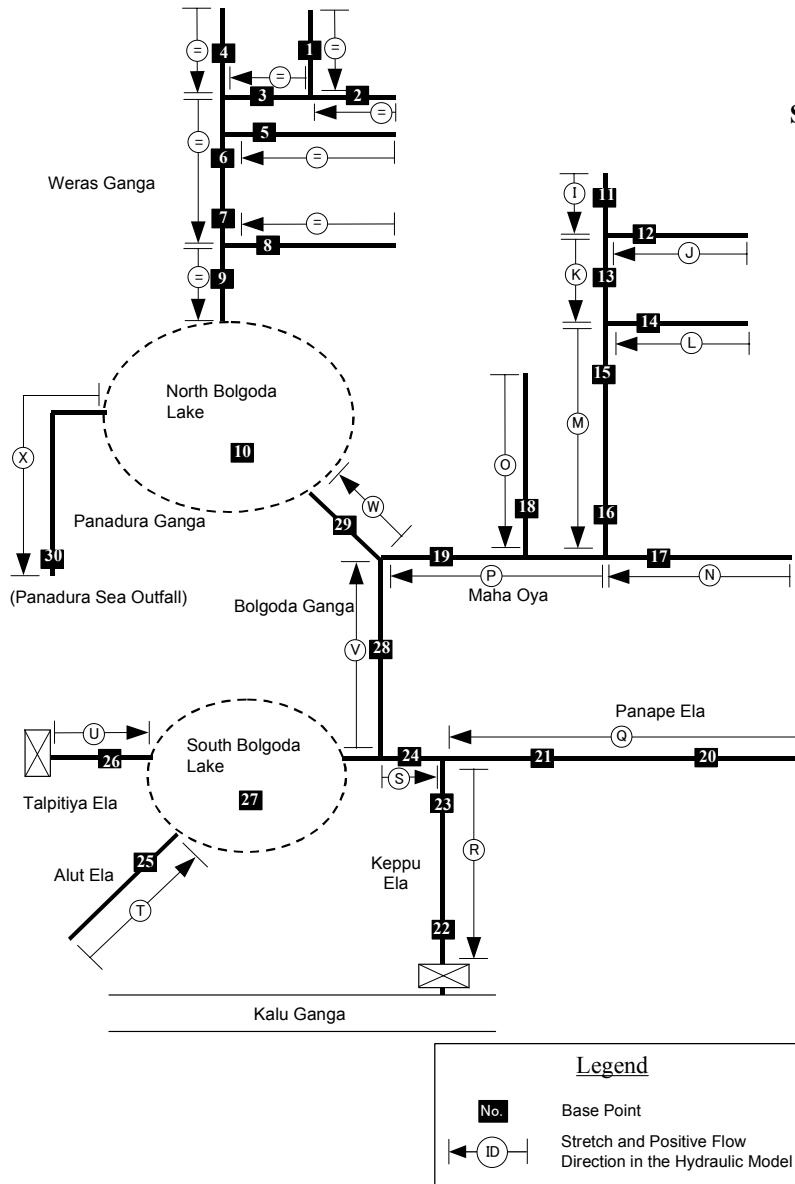 4
1
=
=
=
3
2
=
S
5
6
=
=
Weras Ganga
7
=
8
9
=
I
11
12
J
K
13
14
L
15
M
North Bolgoda
Lake
10
X
O
W
Panadura Ganga
29
18
16
30
19
17
(Panadura Sea Outfall)
P
N
Bolgoda Ganga
Maha Oya
V
28
Panape Ela
U
Q
South Bolgoda
Lake
26
24
21
20
S
Talpitiya Ela
27
23
Alut Ela
25
Keppu
Ela
R
T
22
Kalu Ganga
Legend
No.
Base Point
ID
Stretch and Positive Flow
Direction in the Hydraulic Model